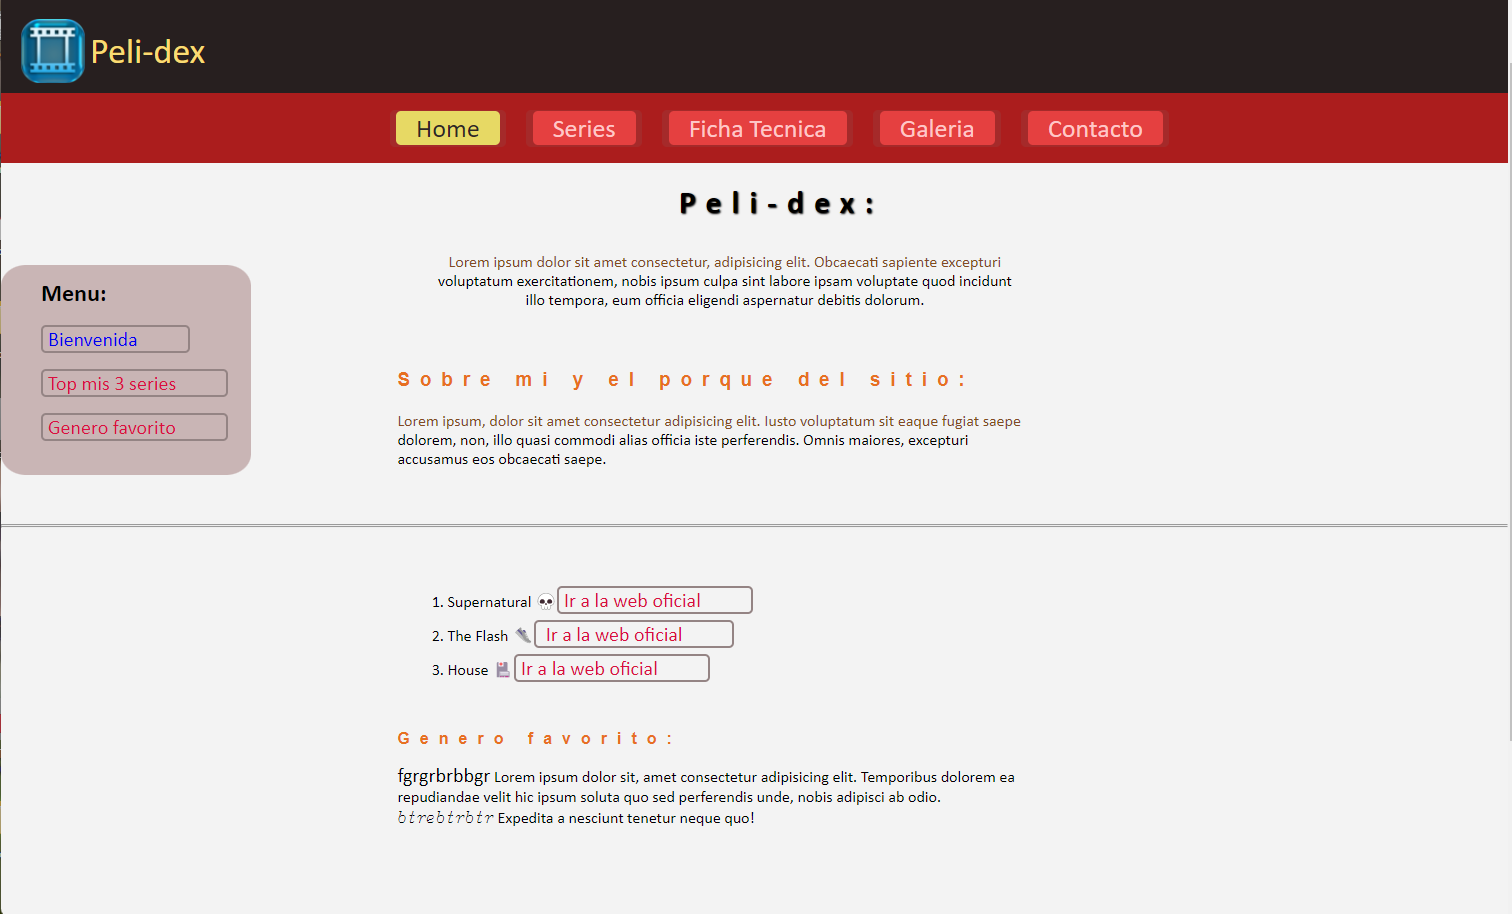 Peli-dex
Home
Series
Ficha Tecnica
Galeria
Contacto
Peli-dex:
Lorem ipsum dolor sit amet consectetur, adipisicing elit. Obcaecati sapiente excepturi
voluptatum exercitationem, nobis ipsum culpa sint labore ipsam voluptate quod incidunt
illo tempora, eum officia eligendi aspernatur debitis dolorum.
Menu:
Bienvenida
Top mis 3 series
Genero favorito
Sobre mi y el porque del sitio:
Lorem ipsum, dolor sit amet consectetur adipisicing elit. Iusto voluptatum sit eaque fugiat saepe
dolorem, non, illo quasi commodi alias officia iste perferendis. Omnis maiores, excepturi
accusamus eos obcaecati saepe.
1. Supernatural 💀 Ir a la web oficial
2. The Flash Ir a la web oficial
3. House 💾 Ir a la web oficial
Genero favorito:
fgrgrbrbbgr Lorem ipsum dolor sit, amet consectetur adipisicing elit. Temporibus dolorem ea
repudiandae velit hic ipsum soluta quo sed perferendis unde, nobis adipisci ab odio.
btrebtrbtr Expedita a nesciunt tenetur neque quo!